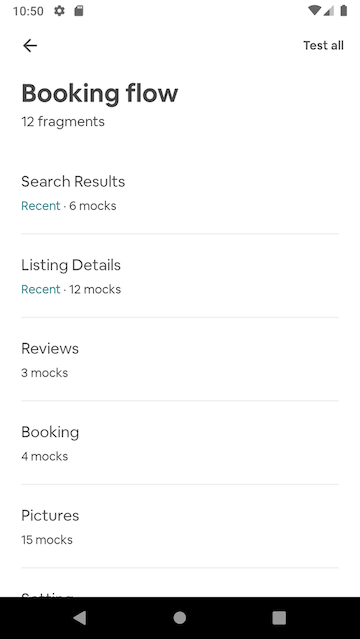 10:50
Test all
Booking flow
12 fragments
Search Results
Recent · 6 mocks
Listing Details
Recent · 12 mocks
Reviews
3 mocks
Booking
4 mocks
Pictures
15 mocks